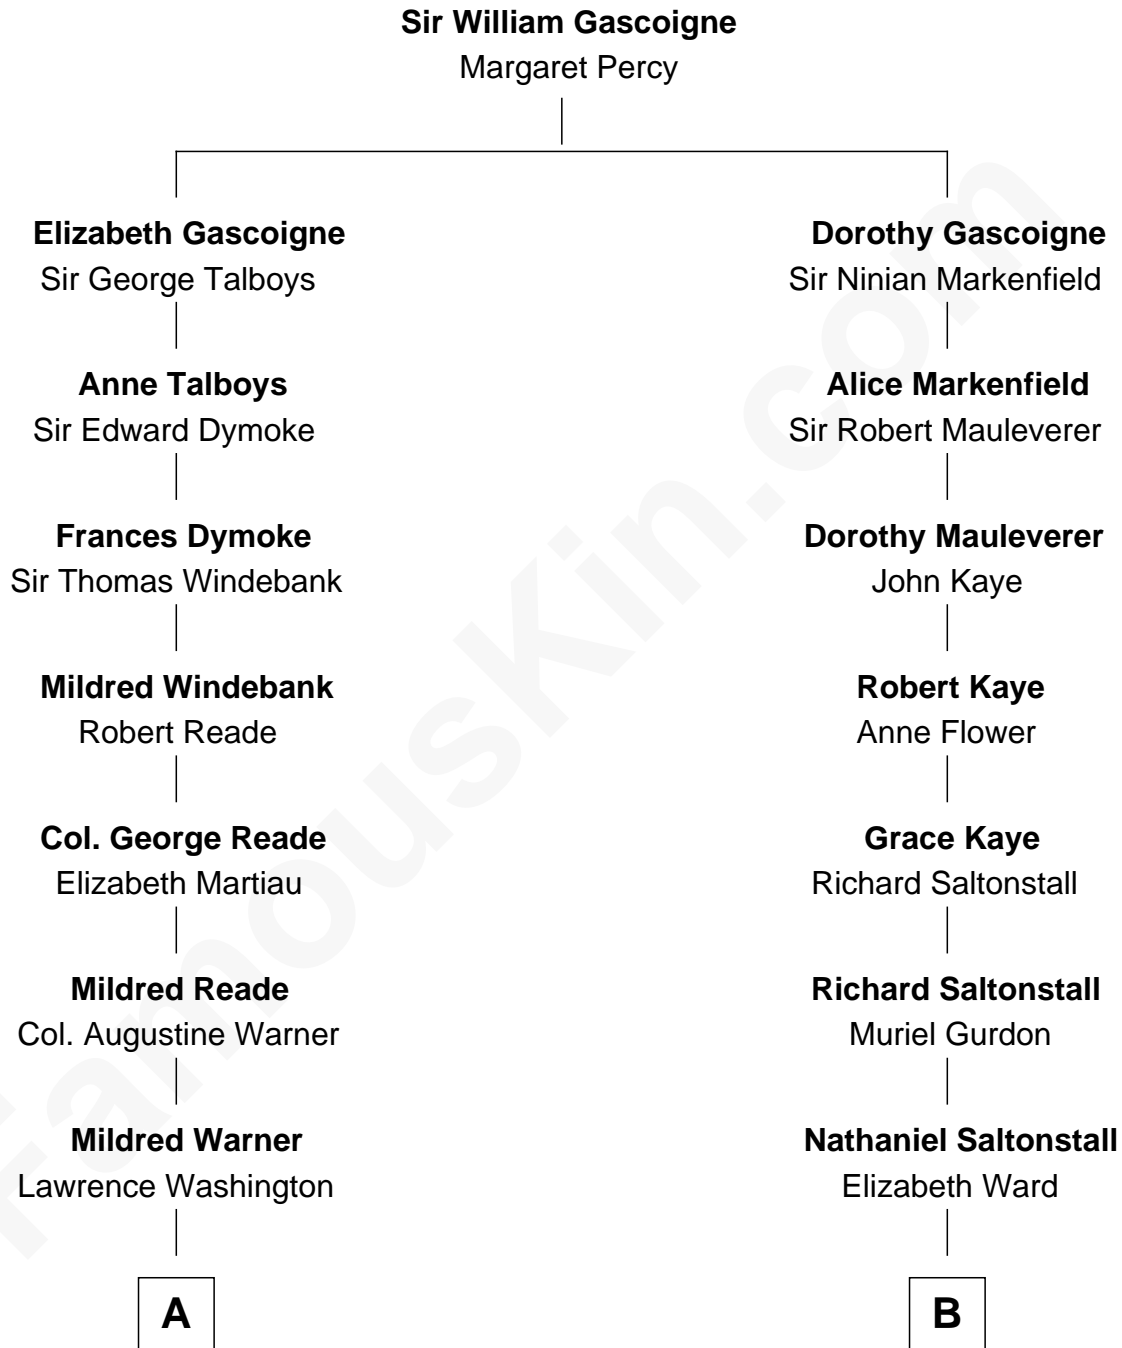 Sir William Gascoigne
Margaret Percy
Elizabeth Gascoigne
Sir George Talboys
Anne Talboys
Sir Edward Dymoke
Frances Dymoke
Sir Thomas Windebank
Mildred Windebank
Robert Reade
Col. George Reade
Elizabeth Martiau
Mildred Reade
Col. Augustine Warner
Mildred Warner
Lawrence Washington
A
Dorothy Gascoigne
Sir Ninian Markenfield
Alice Markenfield
Sir Robert Mauleverer
Dorothy Mauleverer
John Kaye
Robert Kaye
Anne Flower
Grace Kaye
Richard Saltonstall
Richard Saltonstall
Muriel Gurdon
Nathaniel Saltonstall
Elizabeth Ward
B
FamousKin.com